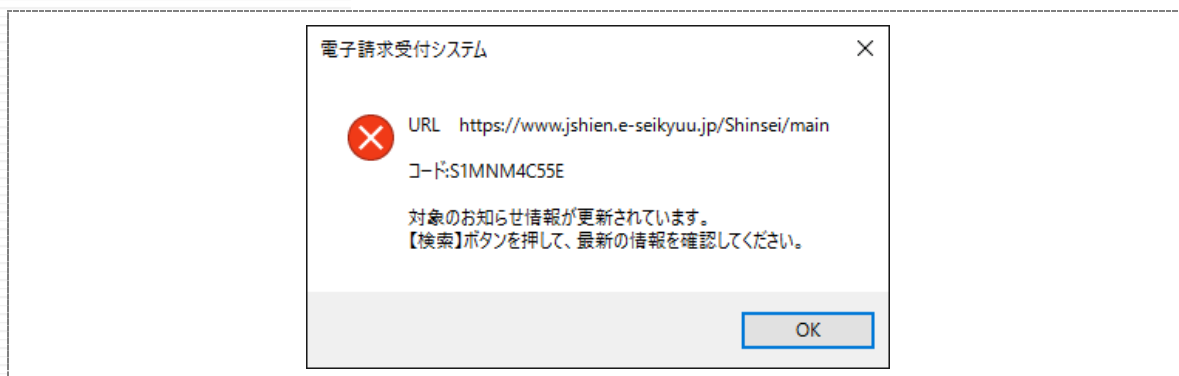 電子請求受付システム
URL　https://www.jshien.e-seikyuu.jp/Shinsei/main
コード:S1MNM4C55E
対象のお知らせ情報が更新されています。
【検索】ボタンを押して、最新の情報を確認してください。
OK